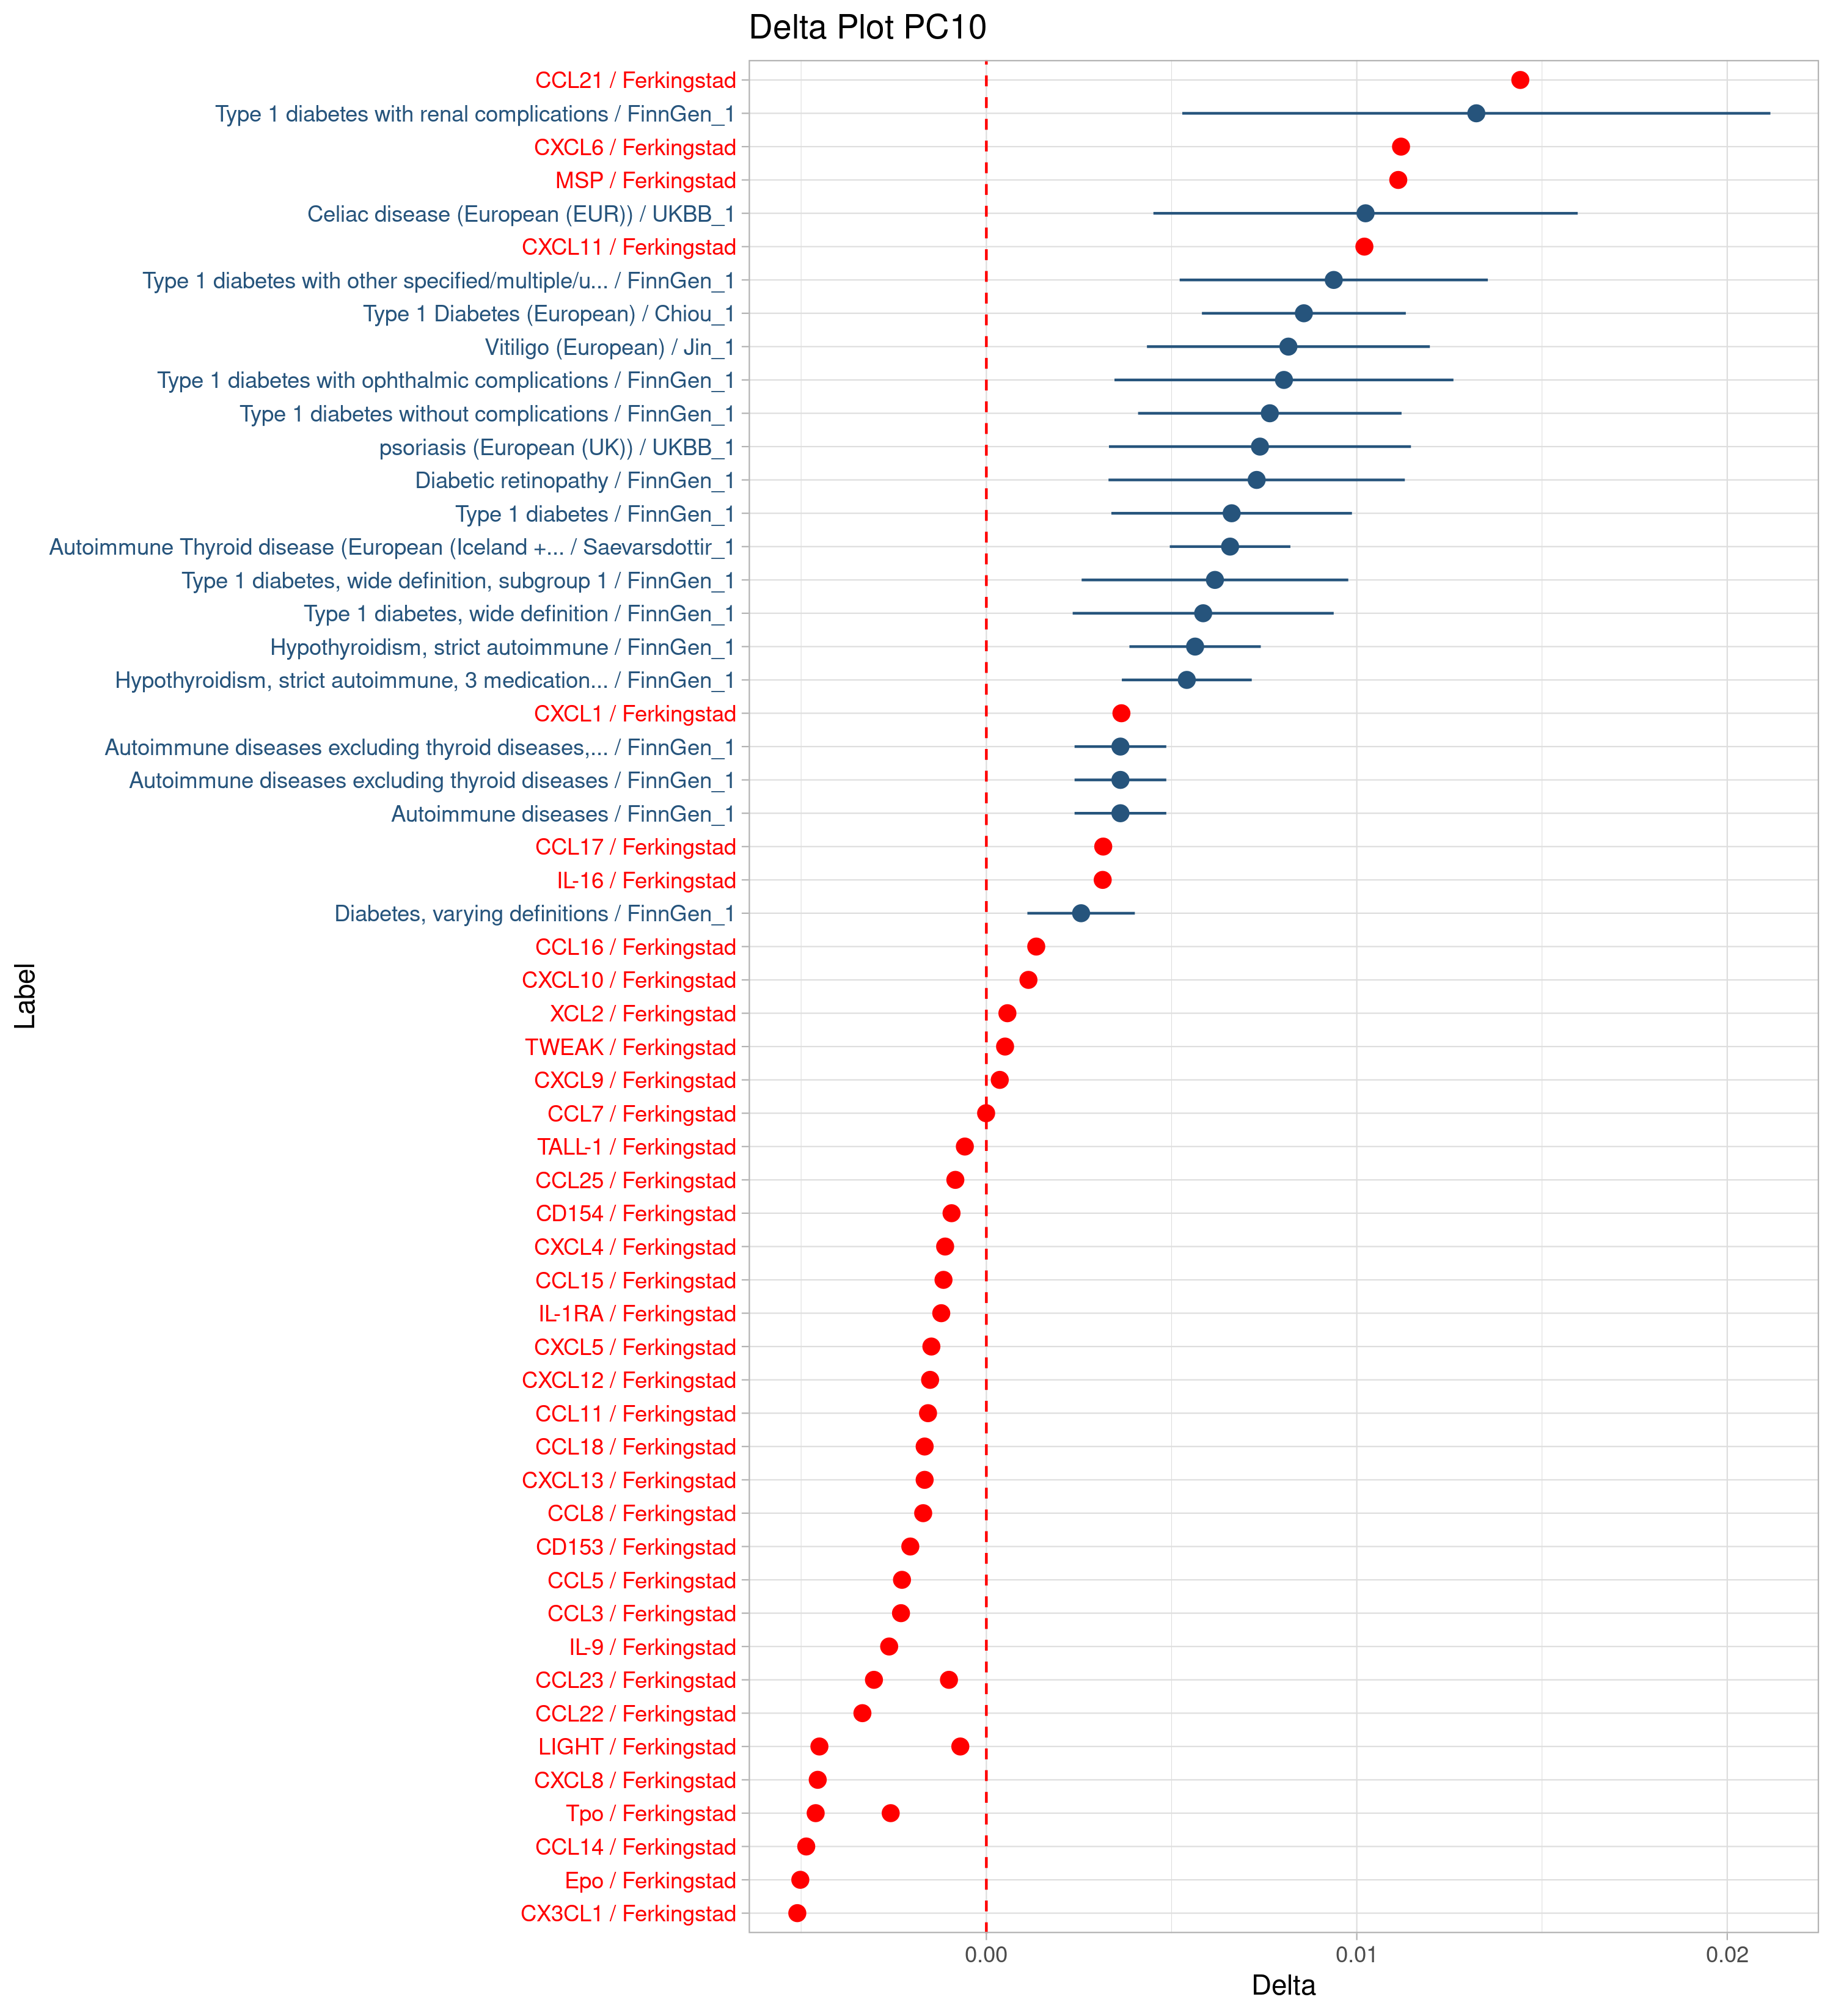 Delta Plot PC10
CCL21 / Ferkingstad
Type 1 diabetes with renal complications / FinnGen_1
CXCL6 / Ferkingstad
MSP / Ferkingstad
Celiac disease (European (EUR)) / UKBB_1
CXCL11 / Ferkingstad
Type 1 diabetes with other specified/multiple/u... / FinnGen_1
Type 1 Diabetes (European) / Chiou_1
Vitiligo (European) / Jin_1
Type 1 diabetes with ophthalmic complications / FinnGen_1
Type 1 diabetes without complications / FinnGen_1
psoriasis (European (UK)) / UKBB_1
Diabetic retinopathy / FinnGen_1
Type 1 diabetes / FinnGen_1
Autoimmune Thyroid disease (European (Iceland +... / Saevarsdottir_1
Type 1 diabetes, wide definition, subgroup 1 / FinnGen_1
Type 1 diabetes, wide definition / FinnGen_1
Hypothyroidism, strict autoimmune / FinnGen_1
Hypothyroidism, strict autoimmune, 3 medication... / FinnGen_1
CXCL1 / Ferkingstad
Autoimmune diseases excluding thyroid diseases,... / FinnGen_1
Autoimmune diseases excluding thyroid diseases / FinnGen_1
Autoimmune diseases / FinnGen_1
CCL17 / Ferkingstad
IL-16 / Ferkingstad
Diabetes, varying definitions / FinnGen_1
CCL16 / Ferkingstad
CXCL10 / Ferkingstad
XCL2 / Ferkingstad
TWEAK / Ferkingstad
CXCL9 / Ferkingstad
CCL7 / Ferkingstad
TALL-1 / Ferkingstad
CCL25 / Ferkingstad
CD154 / Ferkingstad
CXCL4 / Ferkingstad
CCL15 / Ferkingstad
IL-1RA / Ferkingstad
CXCL5 / Ferkingstad
CXCL12 / Ferkingstad
CCL11 / Ferkingstad
CCL18 / Ferkingstad
CXCL13 / Ferkingstad
CCL8 / Ferkingstad
CD153 / Ferkingstad
CCL5 / Ferkingstad
CCL3 / Ferkingstad
IL-9 / Ferkingstad
CCL23 / Ferkingstad
CCL22 / Ferkingstad
LIGHT / Ferkingstad
CXCL8 / Ferkingstad
Tpo / Ferkingstad
CCL14 / Ferkingstad
Epo / Ferkingstad
CX3CL1 / Ferkingstad
Label
0.00 0.01 0.02
Delta